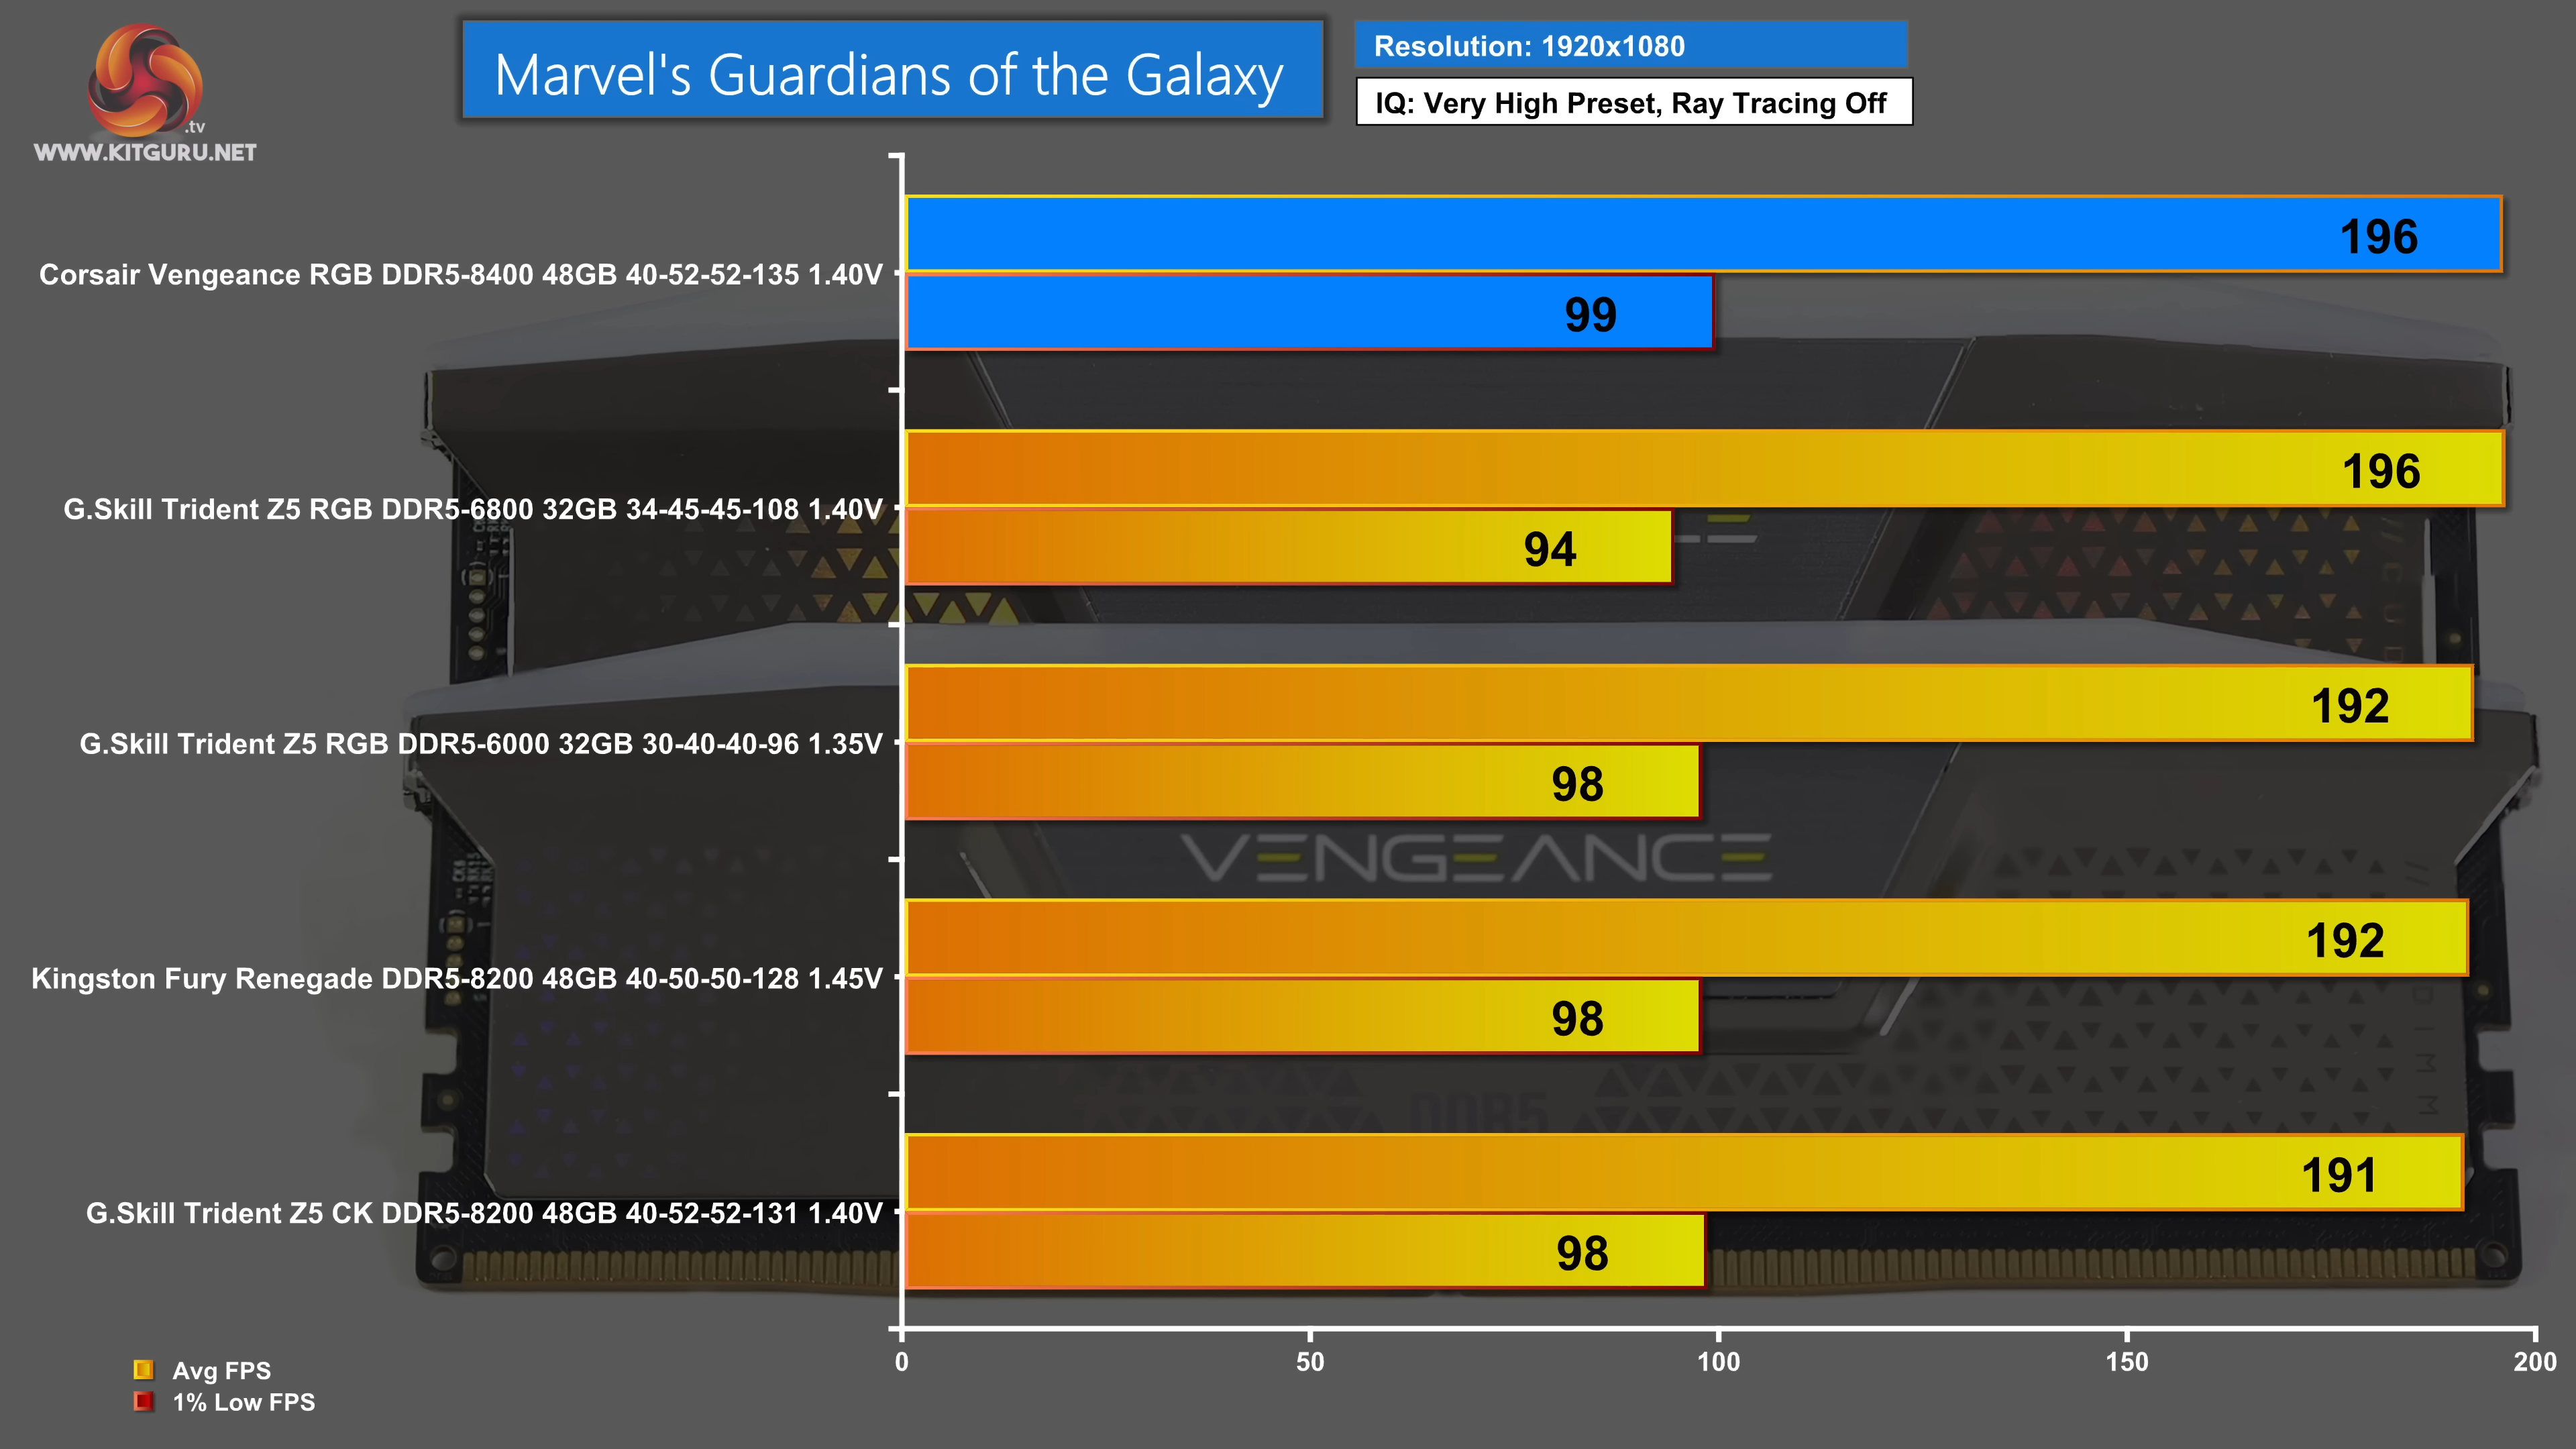 .tv
WWW.KITGURU.NET
Marvel's Guardians of the Galaxy
Resolution: 1920x1080
IQ: Very High Preset, Ray Tracing Off
Corsair Vengeance RGB DDR5-8400 48GB 40-52-52-135 1.40V
196
99
G.Skill Trident Z5 RGB DDR5-6800 32GB 34-45-45-108 1.40V
196
94
G.Skill Trident Z5 RGB DDR5-6000 32GB 30-40-40-96 1.35V
192
98
VENGEANCE
Kingston Fury Renegade DDR5-8200 48GB 40-50-50-128 1.45V
192
98
DDR5
G.Skill Trident Z5 CK DDR5-8200 48GB 40-52-52-131 1.40V
191
98
0 50 100 150 200
Avg FPS
1% Low FPS